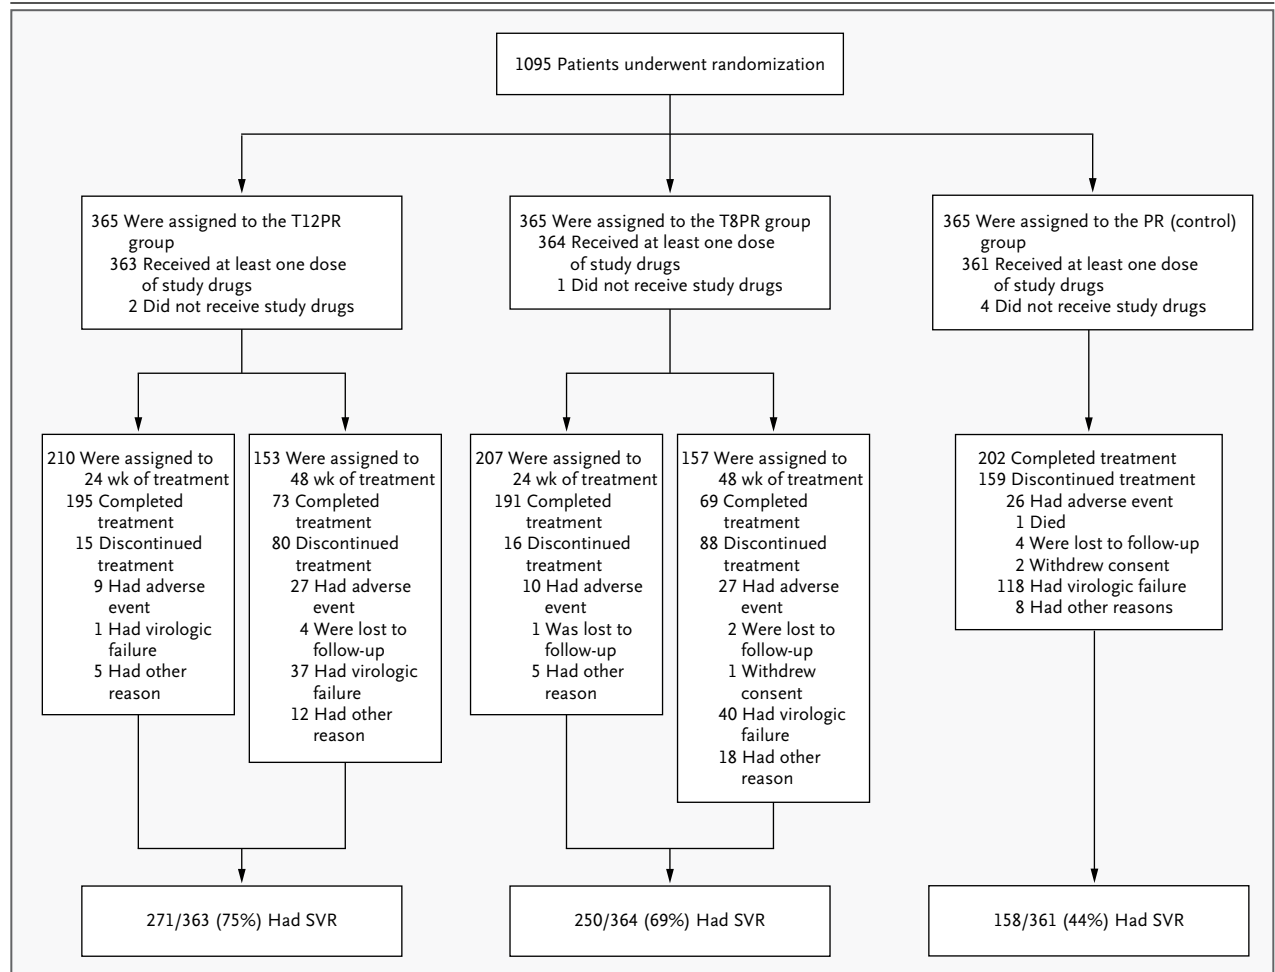 1095 Patients underwent randomization
365 Were assigned to the T12PR
group
363 Received at least one dose
of study drugs
2 Did not receive study drugs
365 Were assigned to the T8PR group
364 Received at least one dose
of study drugs
1 Did not receive study drugs
365 Were assigned to the PR (control)
group
361 Received at least one dose
of study drugs
4 Did not receive study drugs
210 Were assigned to
24 wk of treatment
195 Completed
treatment
15 Discontinued
treatment
9 Had adverse
event
1 Had virologic
failure
5 Had other
reason
153 Were assigned to
48 wk of treatment
73 Completed
treatment
80 Discontinued
treatment
27 Had adverse
event
4 Were lost to
follow-up
37 Had virologic
failure
12 Had other
reason
207 Were assigned to
24 wk of treatment
191 Completed
treatment
16 Discontinued
treatment
10 Had adverse
event
1 Was lost to
follow-up
5 Had other
reason
157 Were assigned to
48 wk of treatment
69 Completed
treatment
88 Discontinued
treatment
27 Had adverse
event
2 Were lost to
follow-up
1 Withdrew
consent
40 Had virologic
failure
18 Had other
reason
202 Completed treatment
159 Discontinued treatment
26 Had adverse event
1 Died
4 Were lost to follow-up
2 Withdrew consent
118 Had virologic failure
8 Had other reasons
271/363 (75%) Had SVR
250/364 (69%) Had SVR
158/361 (44%) Had SVR